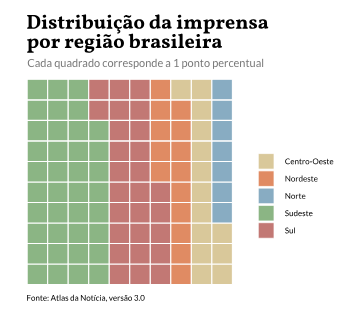 Distribuição da imprensa
por região brasileira
Cada quadrado corresponde a 1 ponto percentual
Centro-Oeste
Nordeste
Norte
Sudeste
Sul
Fonte: Atlas da Notícia, versão 3.0